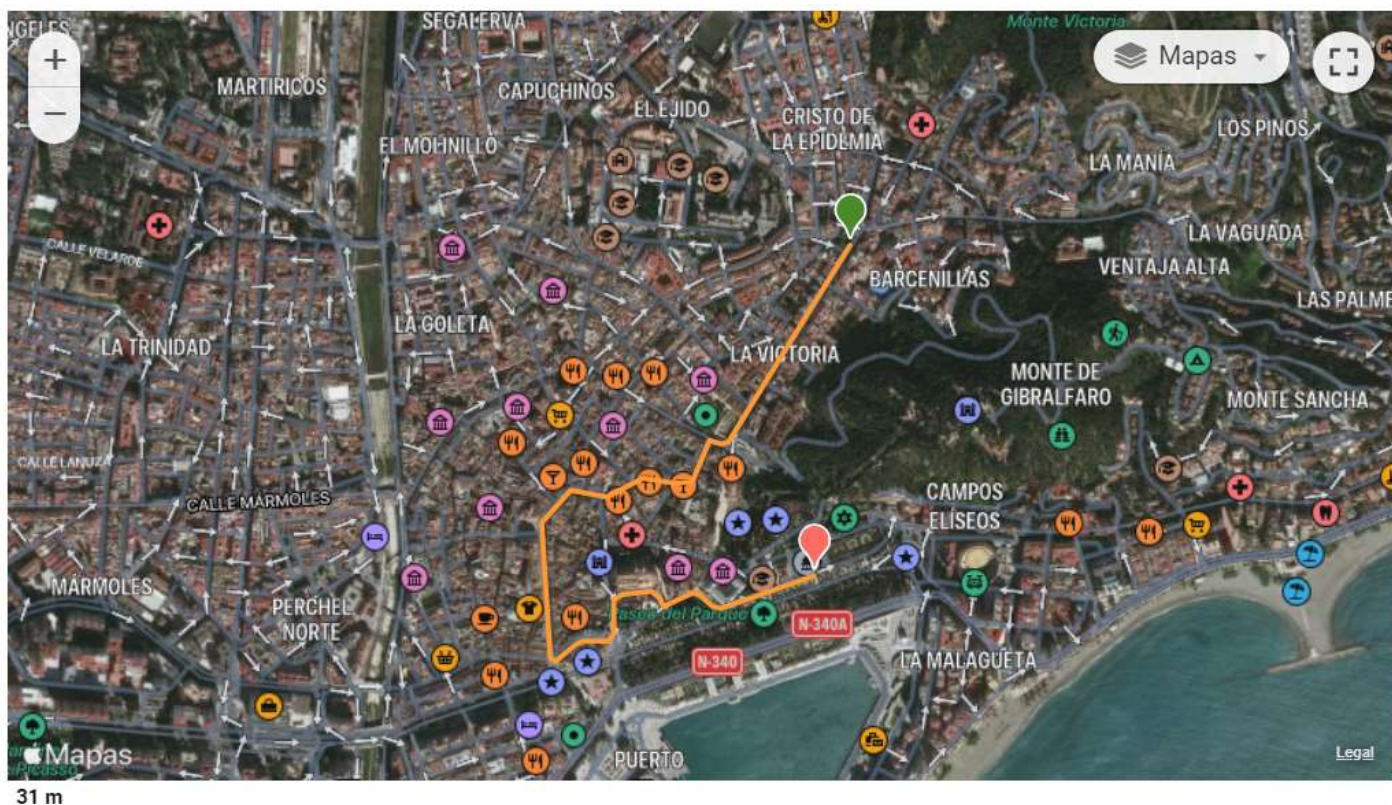 SEGALERVA
Monte Victoria
Mapas
MARTIRICOS
CAPUCHINOS
EL EJIDO
CRISTO DE
LA EPIDEMIA
LOS PINOS
EL MOLINILLO
LA MANÍA
CALLE VELARDE
LA VAGUADA
BARCENILLAS
VENTAJA ALTA
LAS PALME
LA GOLETA
LA TRINIDAD
LA VICTORIA
MONTE DE
GIBRALFARO
MONTE SANCHA
CALLE LANUZA
CALLE MÁRMOLES
CAMPOS
ELÍSEOS
MÁRMOLES
PERCHEL
NORTE
Paseo del Parque
N-340A
N-340
LA MALAGUETA
PUERTO
Mapas
Picasso
Legal
31 m